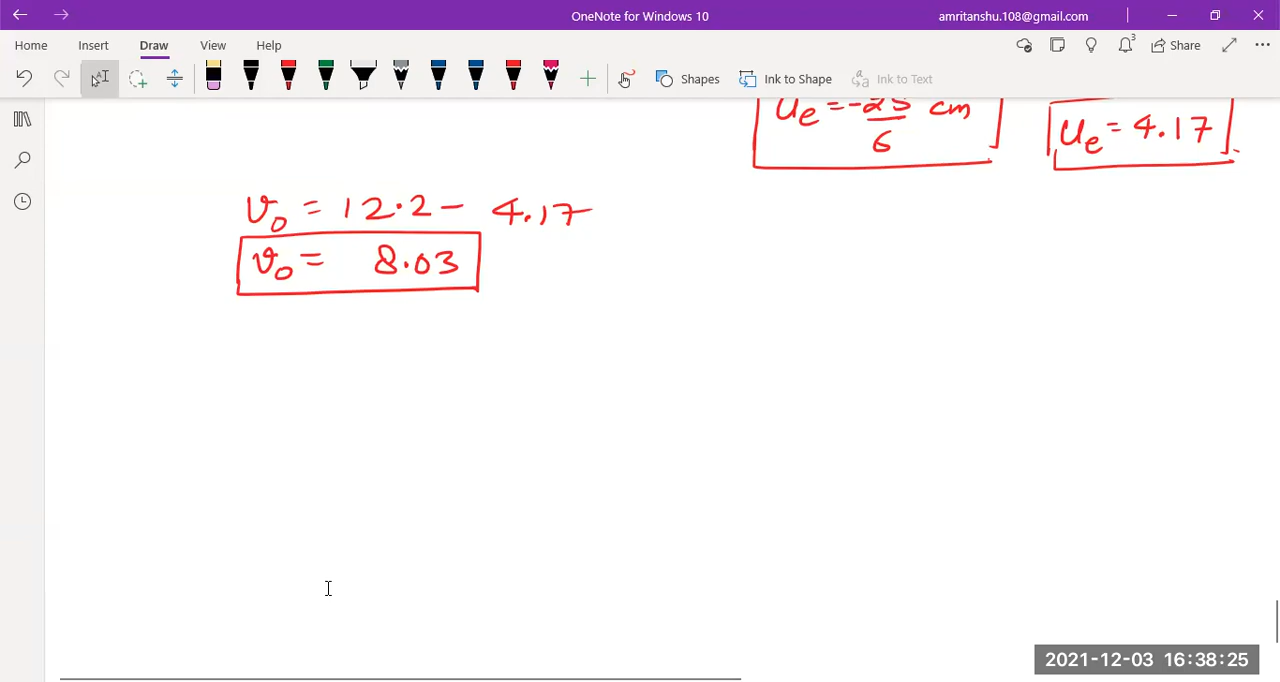 OneNote for Windows 10
amritanshu.108@gmail.com
Home Insert Draw View Help
3
Share
Shapes
Ink to Shape
Ink to Text
ue = -25/6 cm
ue = 4.17
v0 = 12.2 - 4.17
v0 = 8.03
2021-12-03 16:38:25